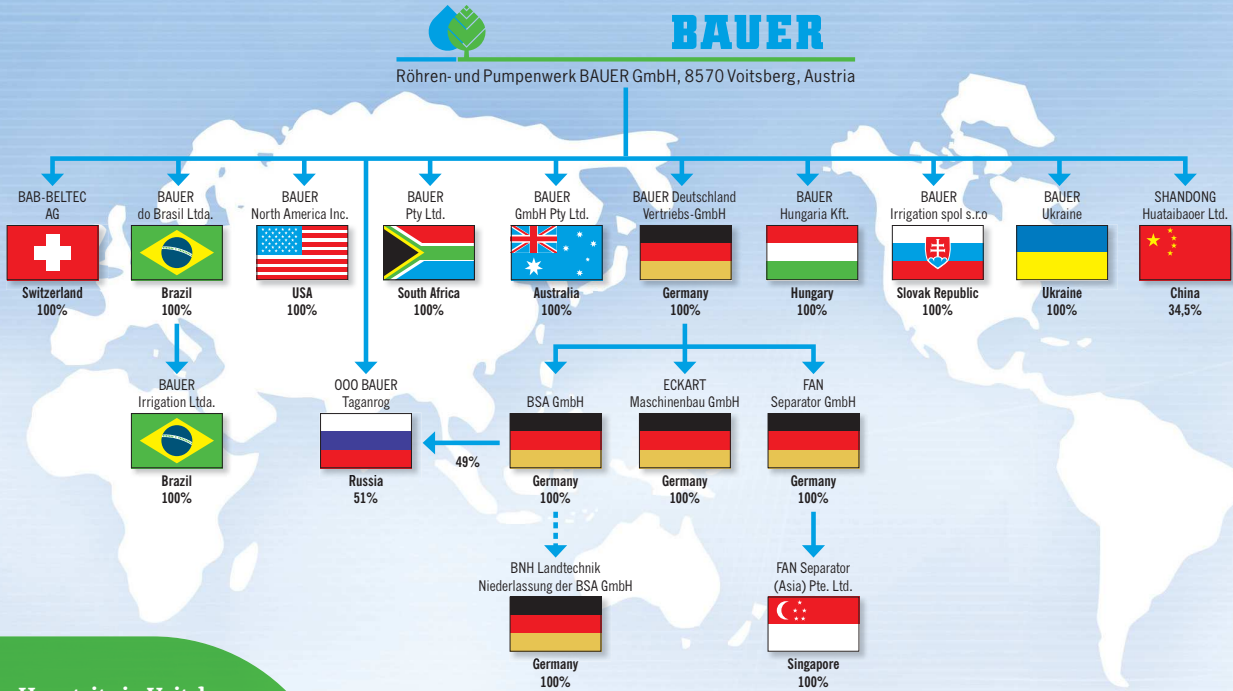 BAUER
Röhren- und Pumpenwerk BAUER GmbH, 8570 Voitsberg, Austria
BAB-BELTEC
AG
Switzerland
100%
BAUER
do Brasil Ltda.
Brazil
100%
BAUER
North America Inc.
USA
100%
BAUER
Pty Ltd.
South Africa
100%
BAUER
GmbH Pty Ltd.
Australia
100%
BAUER Deutschland
Vertriebs-GmbH
Germany
100%
BAUER
Hungaria Kft.
Hungary
100%
BAUER
Irrigation spol s.r.o
Slovak Republic
100%
BAUER
Ukraine
Ukraine
100%
SHANDONG
Huataibaoer Ltd.
China
34,5%
BAUER
Irrigation Ltda.
Brazil
100%
OOO BAUER
Taganrog
Russia
51%
49%
BSA GmbH
Germany
100%
ECKART
Maschinenbau GmbH
Germany
100%
FAN
Separator GmbH
Germany
100%
BNH Landtechnik
Niederlassung der BSA GmbH
Germany
100%
FAN Separator
(Asia) Pte. Ltd.
Singapore
100%